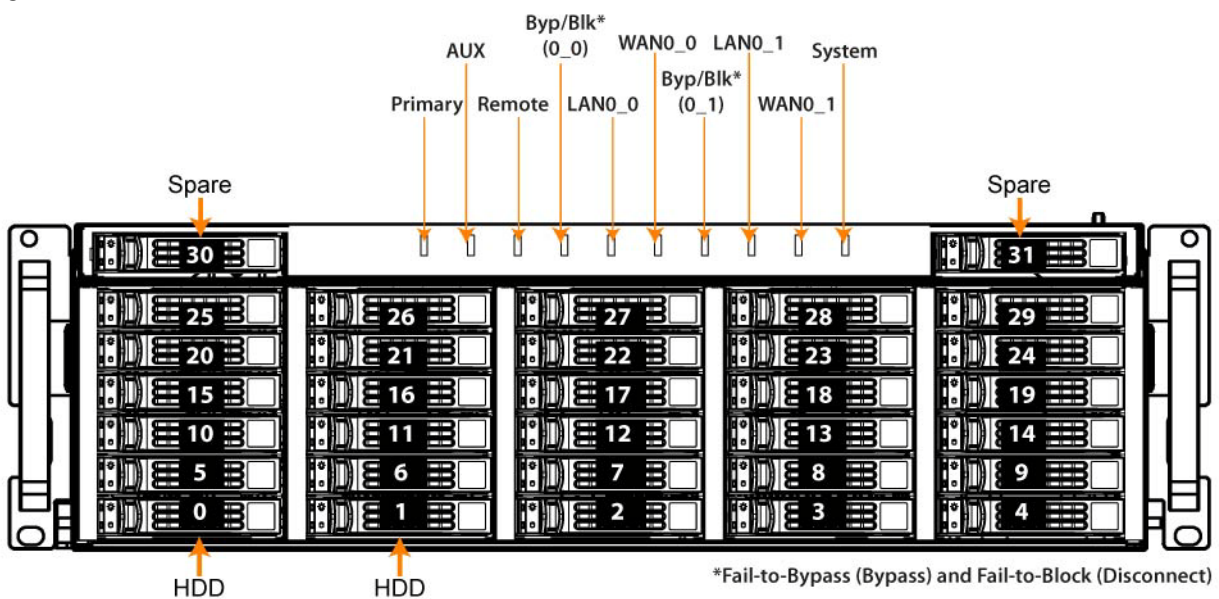 Byp/Blk*
(0_0)
AUX
WAN0_0 LAN0_1
System
Byp/Blk*
(0_1)
Primary Remote LAN0_0 WAN0_1
Spare Spare
30 31
25 26 27 28 29
20 21 22 23 24
15 16 17 18 19
10 11 12 13 14
5 6 7 8 9
0 1 2 3 4
HDD HDD
*Fail-to-Bypass (Bypass) and Fail-to-Block (Disconnect)